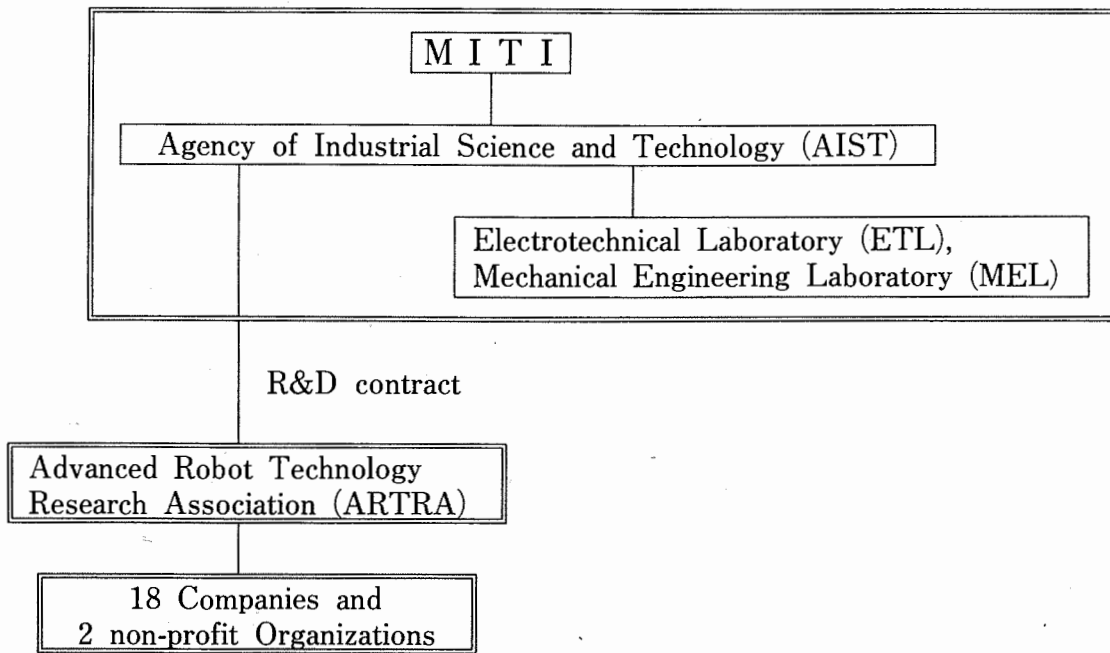 M I T I
Agency of Industrial Science and Technology (AIST)
Electrotechnical Laboratory (ETL),
Mechanical Engineering Laboratory (MEL)
R&D contract
Advanced Robot Technology
Research Association (ARTRA)
18 Companies and
2 non-profit Organizations